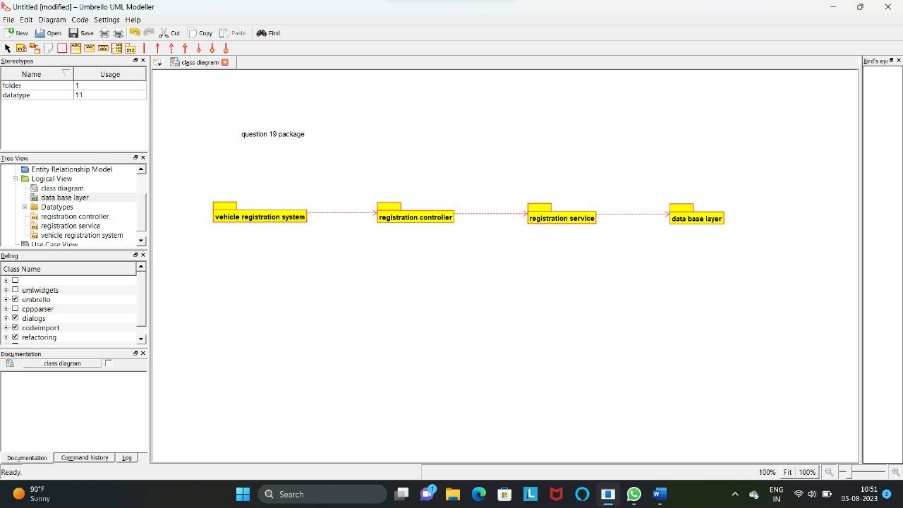 Untitled [modified] - Umbrello UML Modeller
File Edit Diagram Code Settings Help
New Open Save Cut Copy Paste Find
Stereotypes
Name Usage
folder 1
datatype 11
Tree View
Entity Relationship Model
Logical View
class diagram
data base layer
Datatypes
registration controller
registration service
vehicle registration system
Use Case View
Debug
Class Name
umlwidgets
umbrello
cppparser
dialogs
codeimport
refactoring
Documentation
class diagram
Documentation Command history Log
class diagram
question 19 package
vehicle registration system
registration controller
registration service
data base layer
Bird's eye
Ready.
100% Fit 100%
90°F
Sunny
Search
ENG
IN
10:51
05-08-2023